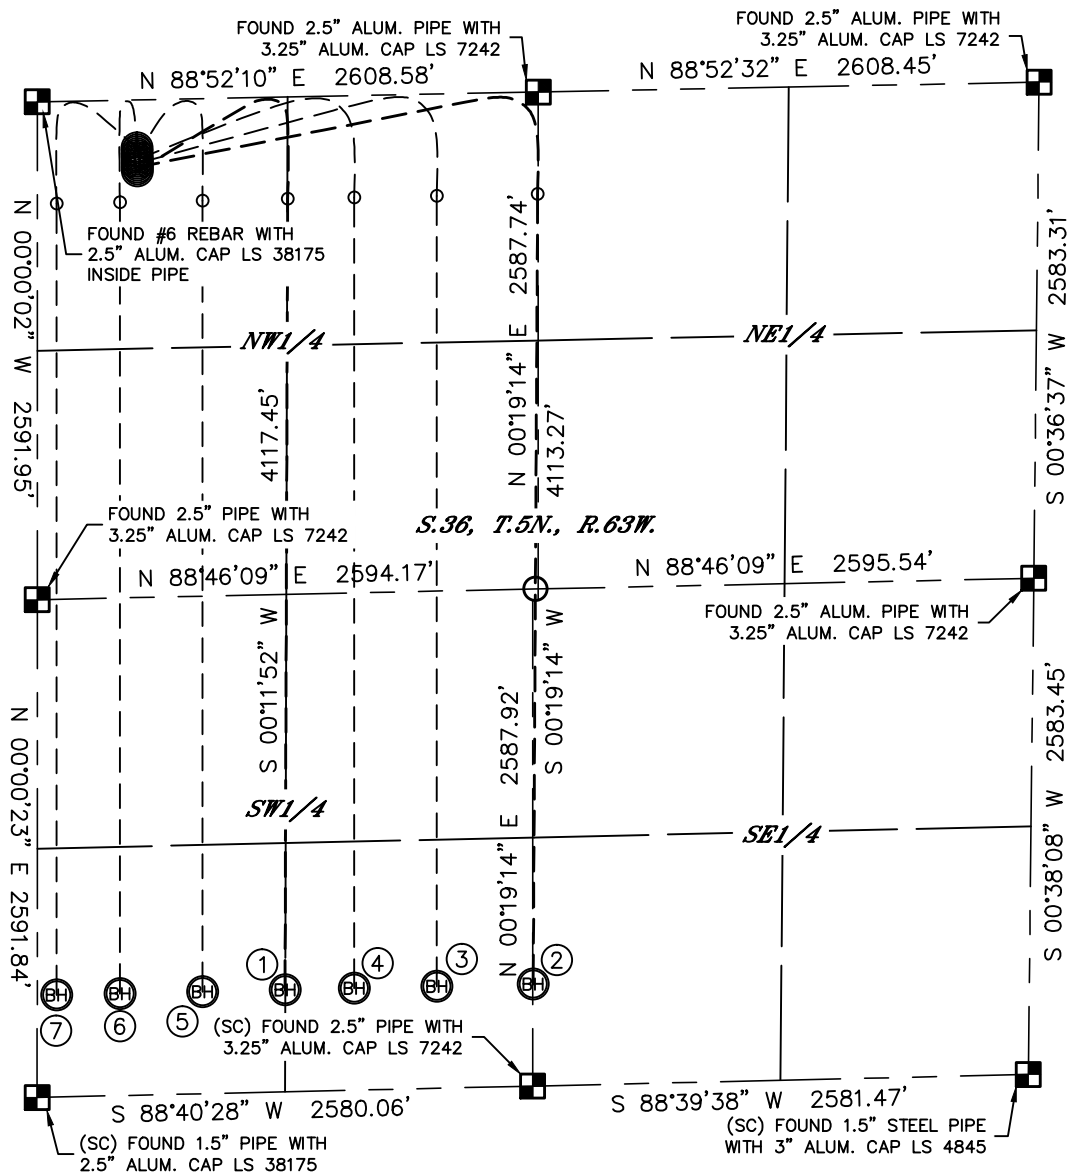 FOUND 2.5" ALUM. PIPE WITH
3.25" ALUM. CAP LS 7242
FOUND 2.5" ALUM. PIPE WITH
3.25" ALUM. CAP LS 7242
N 88°52'10" E 2608.58'
N 88°52'32" E 2608.45'
FOUND #6 REBAR WITH
2.5" ALUM. CAP LS 38175
INSIDE PIPE
N 00°00'02" W 2591.95'
N 00°19'14" E 2587.74'
S 00°36'37" W 2583.31'
NW1/4
NE1/4
4117.45'
4113.27'
S.36, T.5N., R.63W.
FOUND 2.5" PIPE WITH
3.25" ALUM. CAP LS 7242
N 88°46'09" E 2594.17'
N 88°46'09" E 2595.54'
FOUND 2.5" ALUM. PIPE WITH
3.25" ALUM. CAP LS 7242
S 00°11'52" W
S 00°19'14" W
N 00°00'23" E 2591.84'
N 00°19'14" E 2587.92'
S 00°38'08" W 2583.45'
SW1/4
SE1/4
1
4
3
2
BH
BH
BH
BH
BH
BH
BH
7
6
5
(SC) FOUND 2.5" PIPE WITH
3.25" ALUM. CAP LS 7242
S 88°40'28" W 2580.06'
S 88°39'38" W 2581.47'
(SC) FOUND 1.5" PIPE WITH
2.5" ALUM. CAP LS 38175
(SC) FOUND 1.5" STEEL PIPE
WITH 3" ALUM. CAP LS 4845